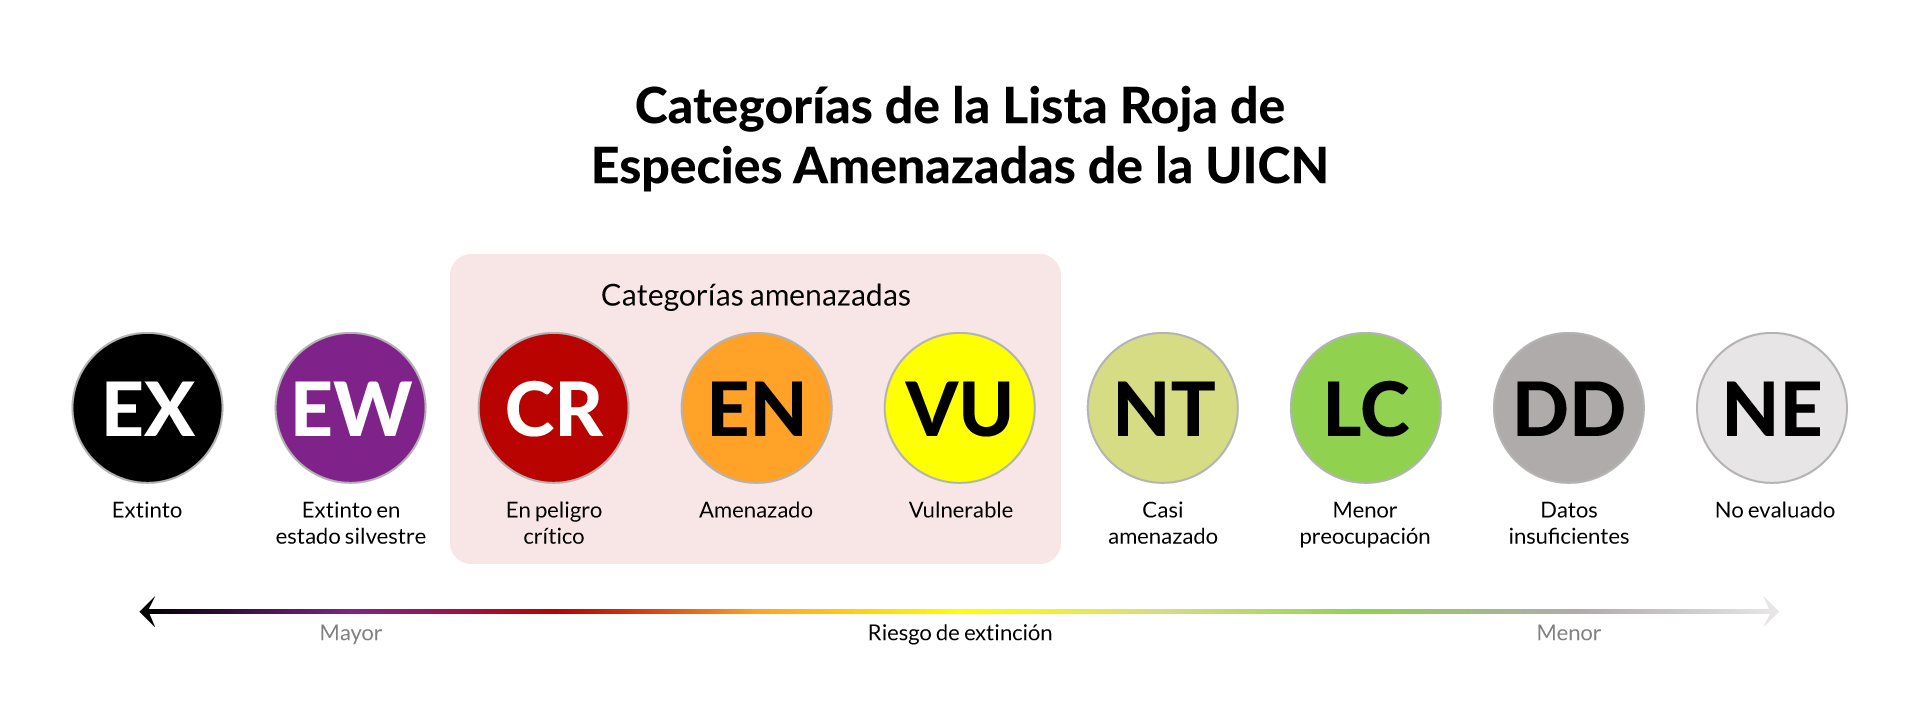 Categorías de la Lista Roja de
Especies Amenazadas de la UICN
Categorías amenazadas
EX
EW
CR
EN
VU
NT
LC
DD
NE
Extinto
Extinto en
estado silvestre
En peligro
crítico
Amenazado
Vulnerable
Casi
amenazado
Menor
preocupación
Datos
insuficientes
No evaluado
Mayor
Riesgo de extinción
Menor